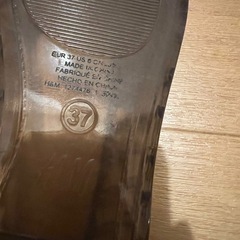 EUR 37 US 6
MADE IN CHINA
FABRIQUÉ EN CHINE
HECHO EN CHINA
H&M
37